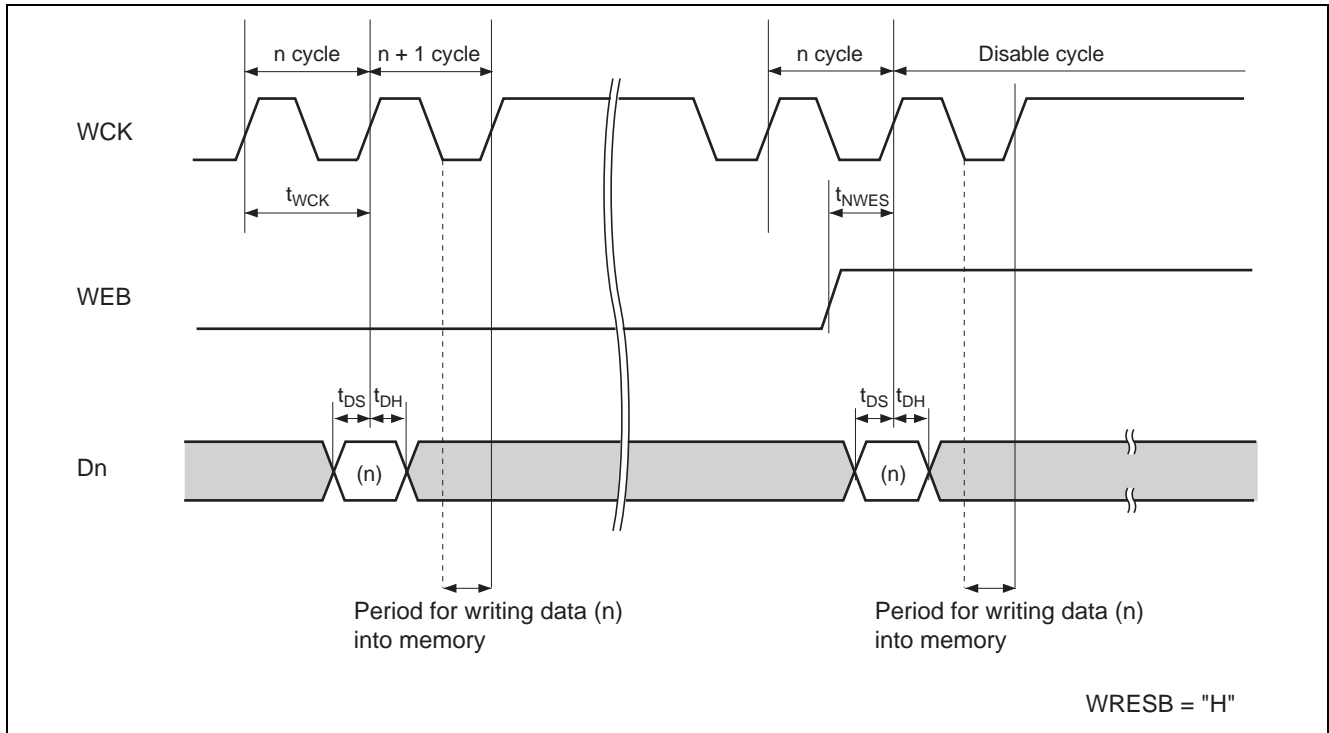 n cycle
n + 1 cycle
n cycle
Disable cycle
WCK
tWCK
tNWES
WEB
tDS
tDH
tDS
tDH
Dn
(n)
(n)
Period for writing data (n)
into memory
Period for writing data (n)
into memory
WRESB = "H"